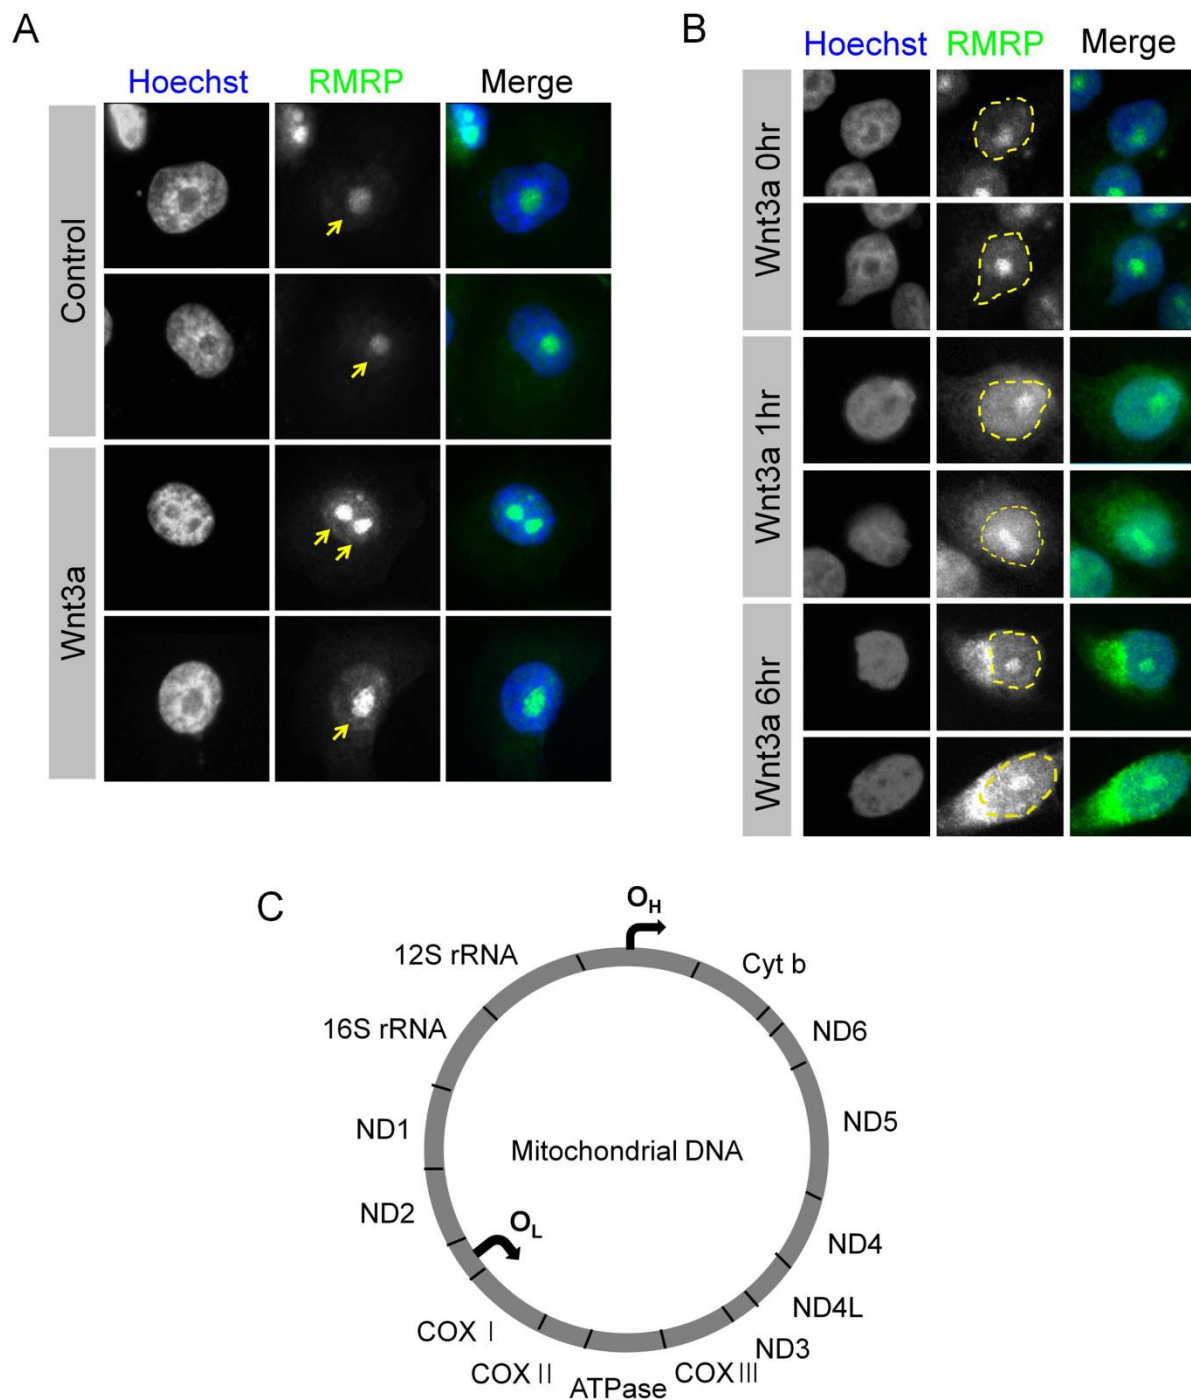 A
Hoechst RMRP Merge
Control
Wnt3a
B
Hoechst RMRP Merge
Wnt3a 0hr
Wnt3a 1hr
Wnt3a 6hr
C
OH
12S rRNA
Cyt b
16S rRNA
ND6
ND1
ND5
Mitochondrial DNA
ND2
OL
ND4
ND4L
COX I
ND3
COX II
COX III
ATPase